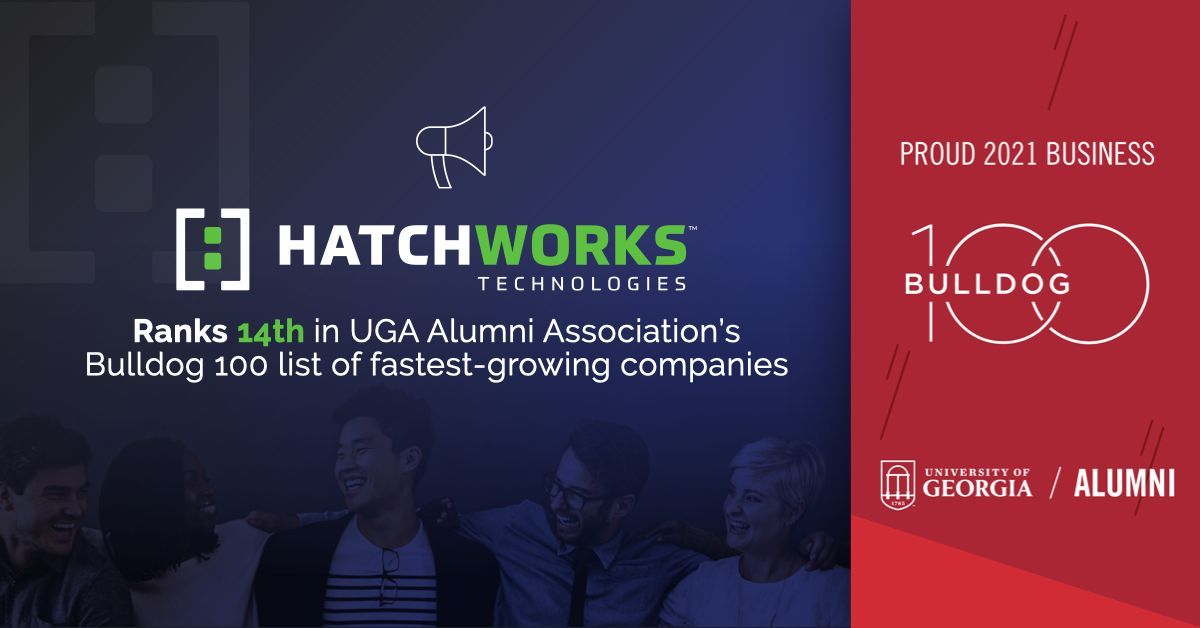 HATCHWORKS™
TECHNOLOGIES
Ranks 14th in UGA Alumni Association's
Bulldog 100 list of fastest-growing companies
PROUD 2021 BUSINESS
100
BULLDOG
UNIVERSITY OF
GEORGIA / ALUMNI
1785